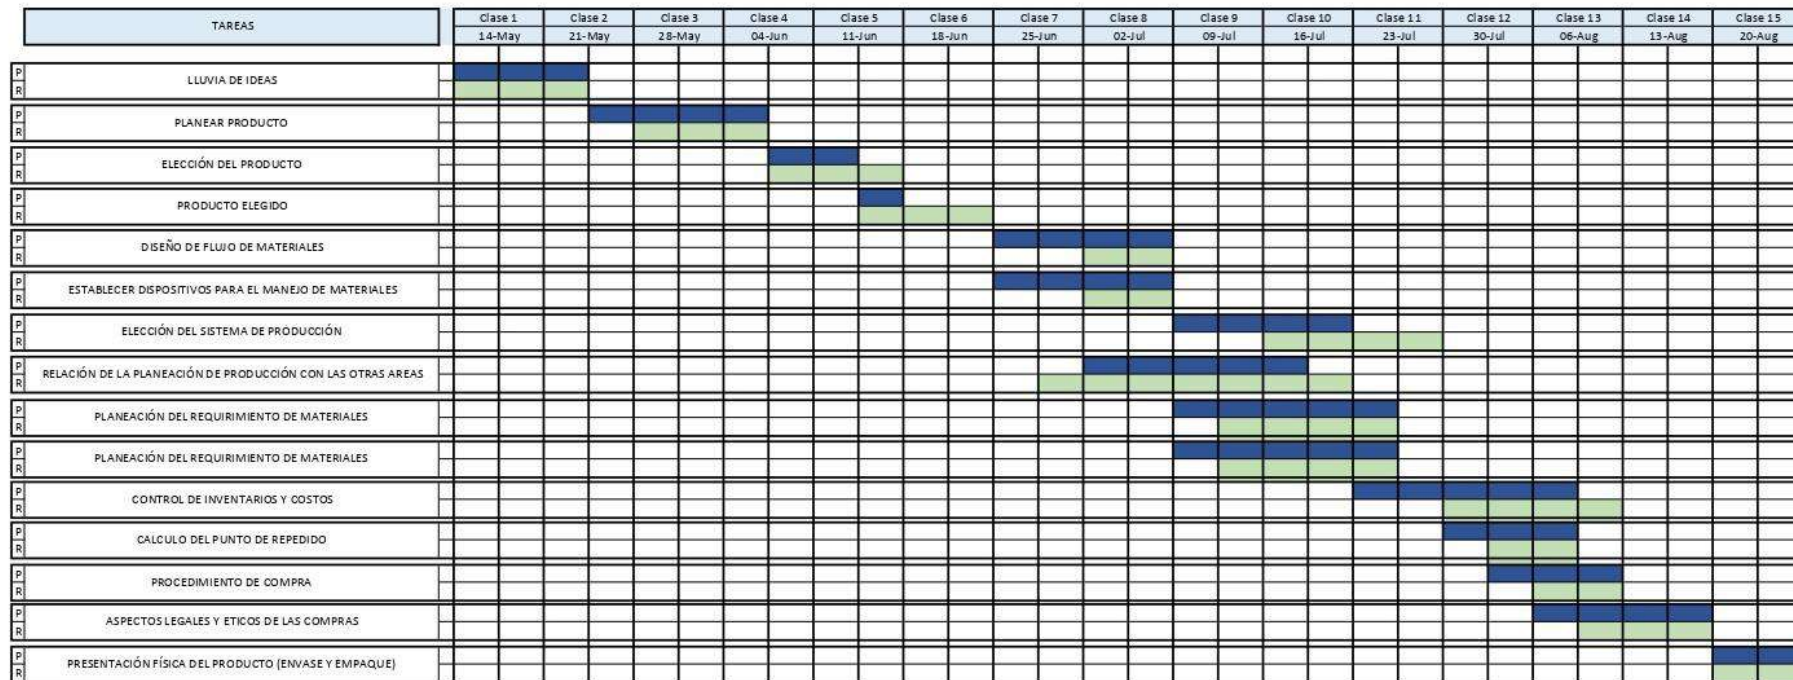 TAREAS
Clase 1 Clase 2 Clase 3 Clase 4 Clase 5 Clase 6 Clase 7 Clase 8 Clase 9 Clase 10 Clase 11 Clase 12 Clase 13 Clase 14 Clase 15
14-May 21-May 28-May 04-Jun 11-Jun 18-Jun 25-Jun 02-Jul 09-Jul 16-Jul 23-Jul 30-Jul 06-Aug 13-Aug 20-Aug
P
LLUVIA DE IDEAS
R
P
PLANEAR PRODUCTO
R
P
ELECCIÓN DEL PRODUCTO
R
P
PRODUCTO ELEGIDO
R
P
DISEÑO DE FLUJO DE MATERIALES
R
P
ESTABLECER DISPOSITIVOS PARA EL MANEJO DE MATERIALES
R
P
ELECCIÓN DEL SISTEMA DE PRODUCCIÓN
R
P
RELACIÓN DE LA PLANEACIÓN DE PRODUCCIÓN CON LAS OTRAS AREAS
R
P
PLANEACIÓN DEL REQUIRIMIENTO DE MATERIALES
R
P
PLANEACIÓN DEL REQUIRIMIENTO DE MATERIALES
R
P
CONTROL DE INVENTARIOS Y COSTOS
R
P
CALCULO DEL PUNTO DE REPEDIDO
R
P
PROCEDIMIENTO DE COMPRA
R
P
ASPECTOS LEGALES Y ETICOS DE LAS COMPRAS
R
P
PRESENTACIÓN FÍSICA DEL PRODUCTO (ENVASE Y EMPAQUE)
R